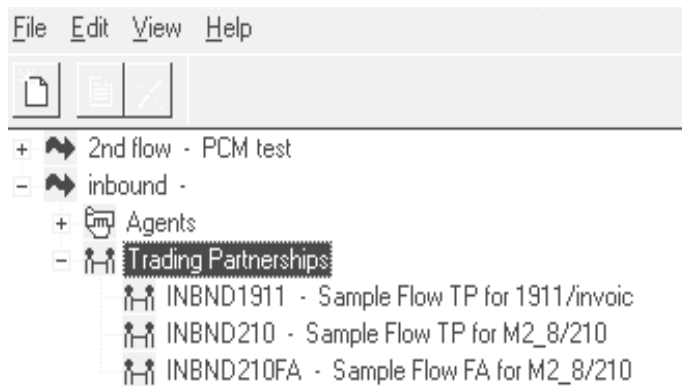 File Edit View Help
2nd flow - PCM test
inbound -
Agents
Trading Partnerships
INBND1911 - Sample Flow TP for 1911/invoic
INBND210 - Sample Flow TP for M2_8/210
INBND210FA - Sample Flow FA for M2_8/210